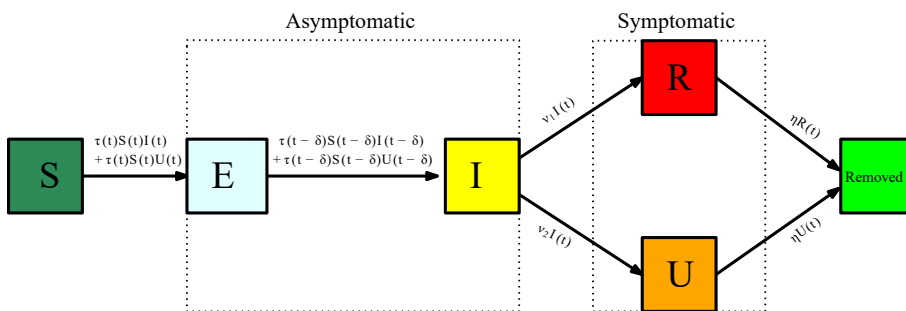 Asymptomatic
Symptomatic
S
τ(t)S(t)I(t)
+τ(t)S(t)U(t)
E
τ(t − δ)S(t−δ)I(t−δ)
+τ(t−δ)S(t−δ)U(t−δ)
I
ν₁I(t)
ν₂I(t)
R
U
ηR(t)
ηU(t)
Removed